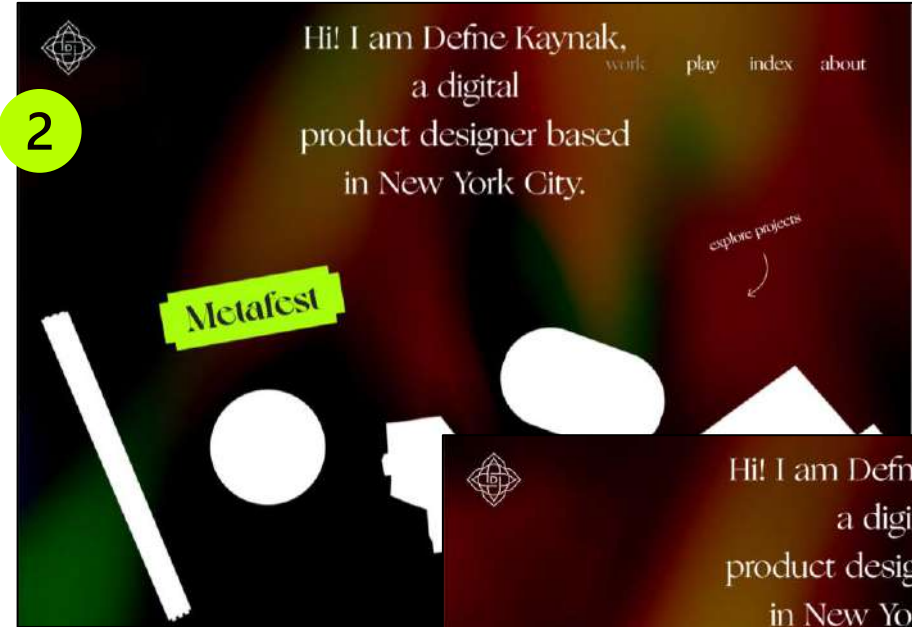 Hi! I am Defne Kaynak,
work play index about
a digital
2
product designer based
in New York City.
explore projects
Metafest
D
Hi! I am Defn
a digi
D
product desig
in New Yo